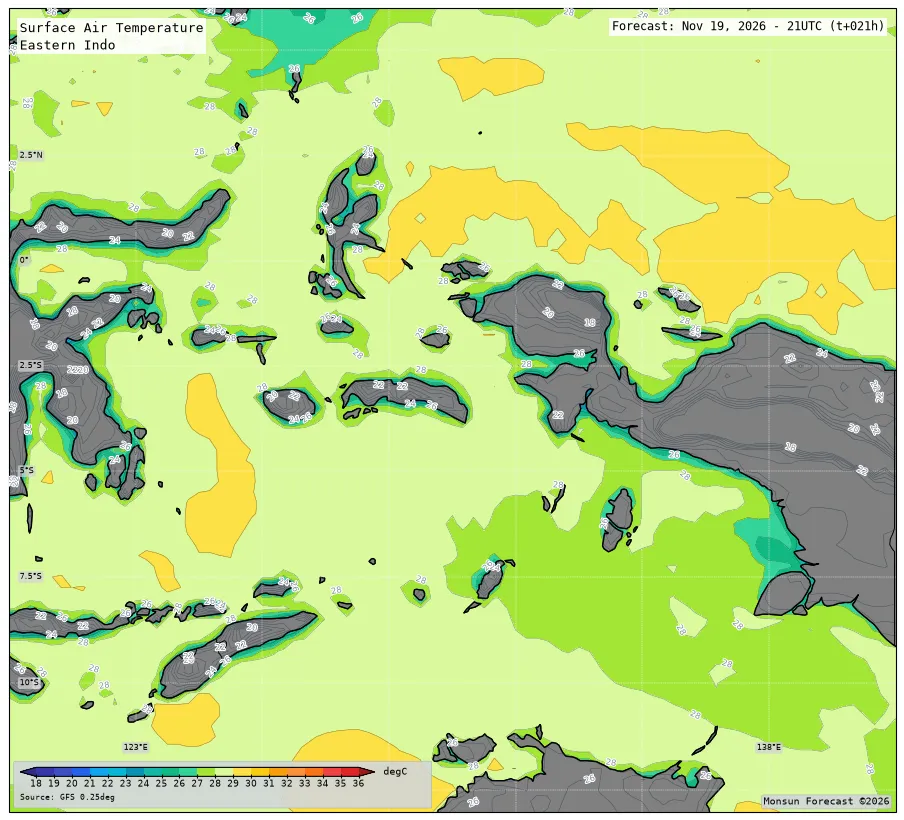 Surface Air Temperature
Eastern Indo
Forecast: Nov 19, 2026 - 21UTC (t+021h)
2.5°N
0°
2.5°S
5°S
7.5°S
10°S
123°E
138°E
degC
18 19 20 21 22 23 24 25 26 27 28 29 30 31 32 33 34 35 36
Source: GFS 0.25deg
Monsun Forecast ©2026